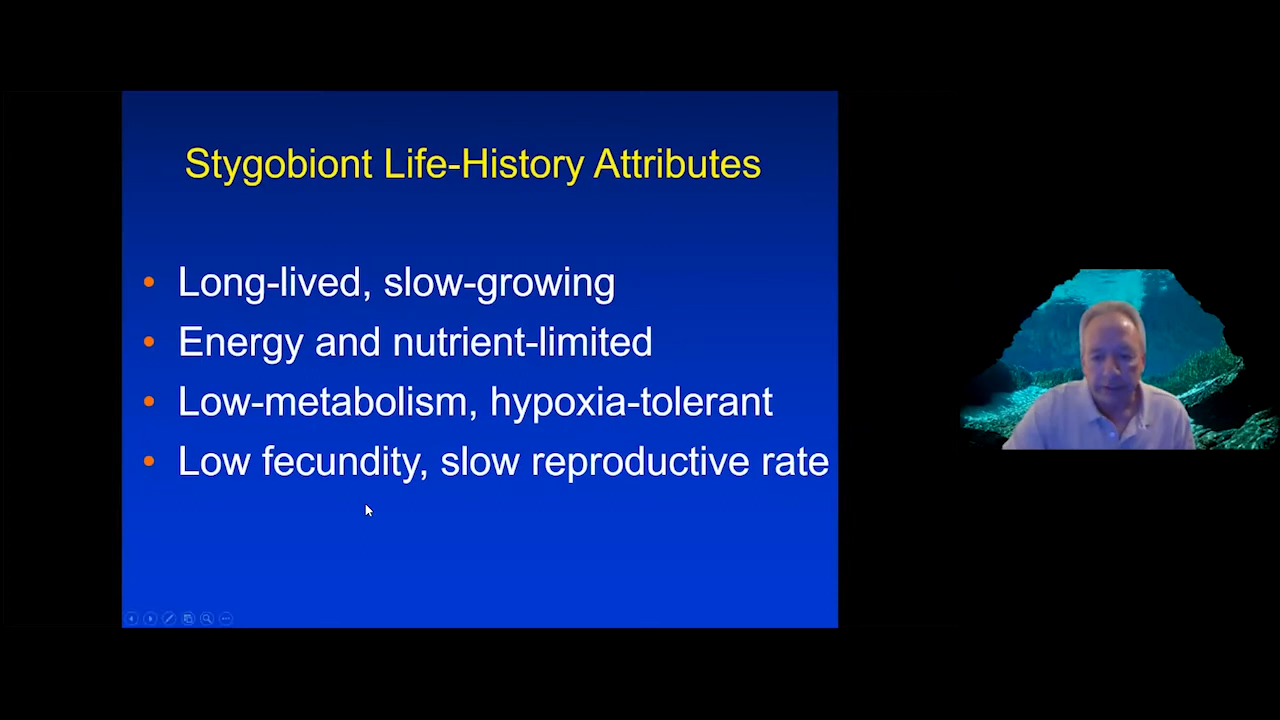 Stygobiont Life-History Attributes
• Long-lived, slow-growing
• Energy and nutrient-limited
• Low-metabolism, hypoxia-tolerant
• Low fecundity, slow reproductive rate